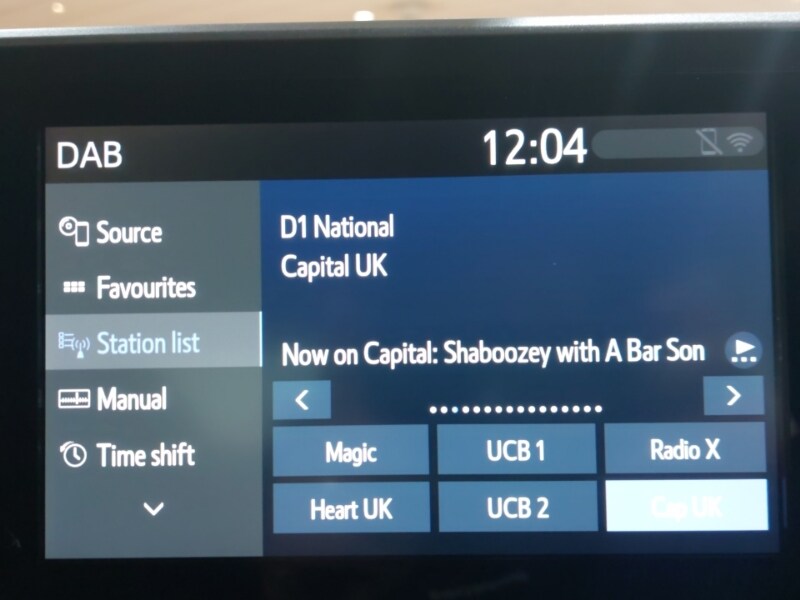 DAB
12:04
Source
Favourites
Station list
Manual
Time shift
D1 National
Capital UK
Now on Capital: Shaboozey with A Bar Son
Magic
UCB 1
Radio X
Heart UK
UCB 2
Cap UK